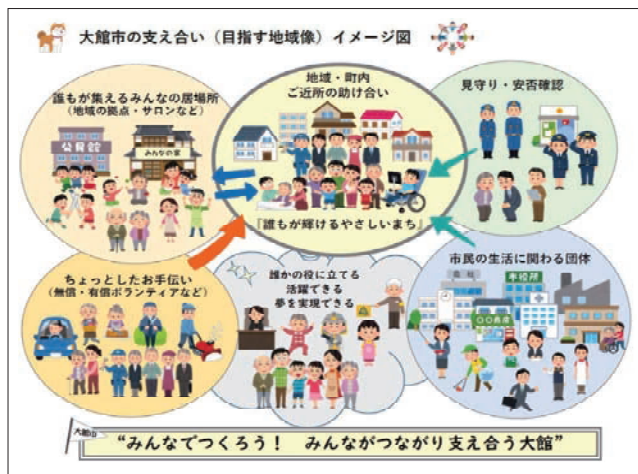 大館市の支え合い（目指す地域像）イメージ図
誰もが集えるみんなの居場所
（地域の拠点・サロンなど）
公民館
みんなの家
地域・町内
ご近所の助け合い
「誰もが輝けるやさしいまち」
見守り・安否確認
ちょっとしたお手伝い
（無償・有償ボランティアなど）
誰かの役に立てる
活躍できる
夢を実現できる
市民の生活に関わる団体
会社
市役所
〇〇商店
大館市
“みんなでつくろう！　みんながつながり支え合う大館”